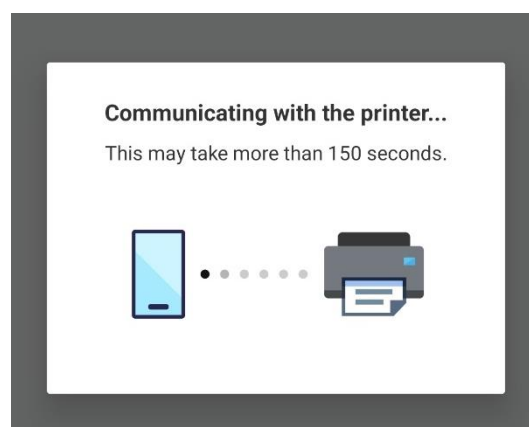 Communicating with the printer...
This may take more than 150 seconds.